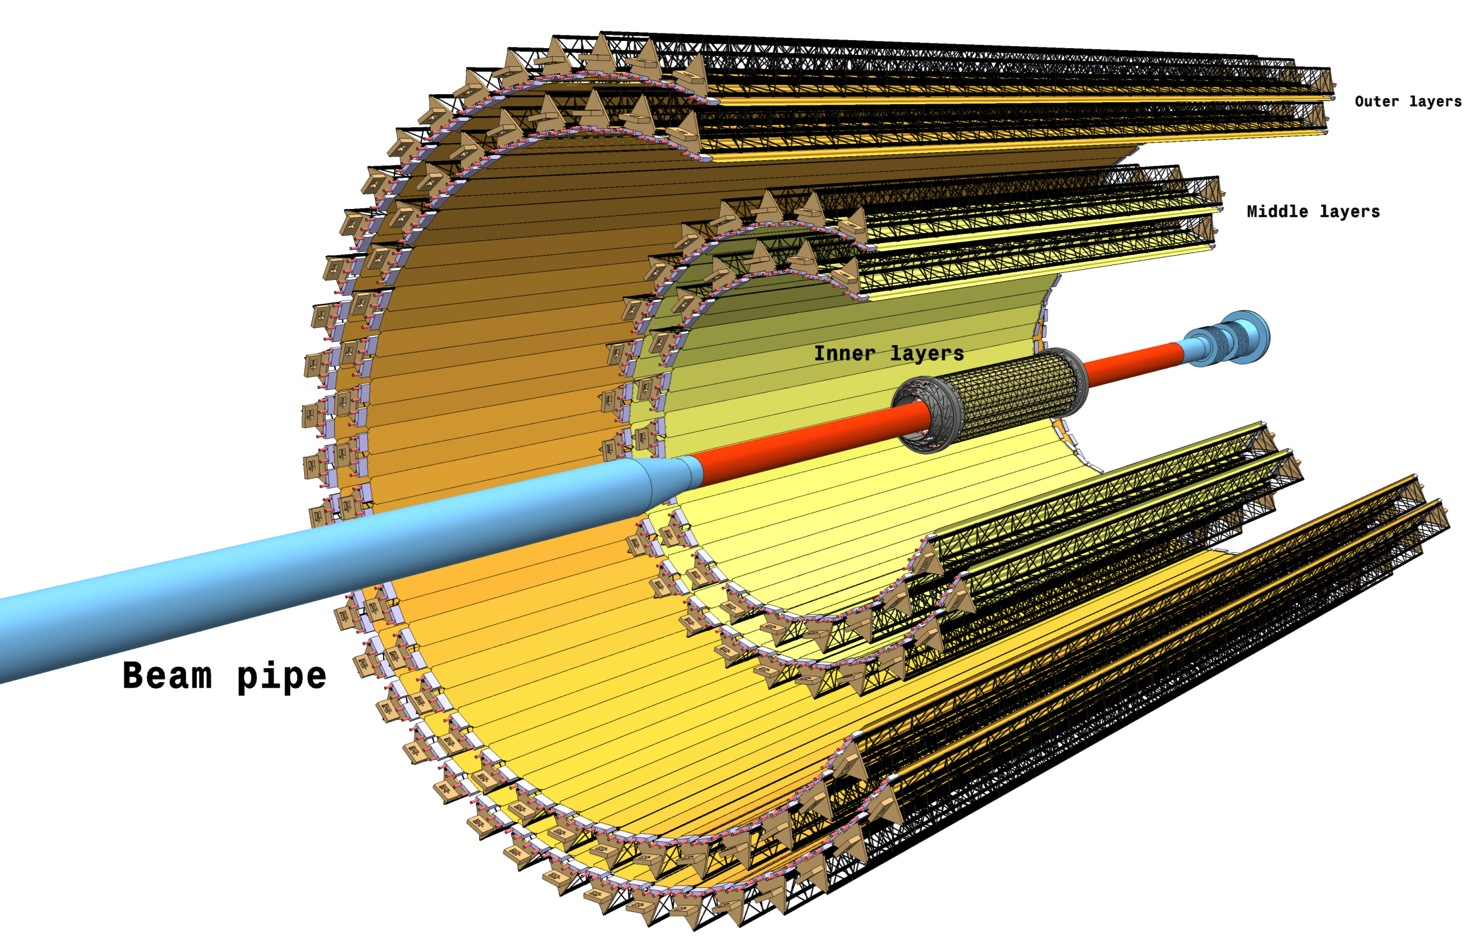 Outer layers
Middle layers
Inner layers
Beam pipe